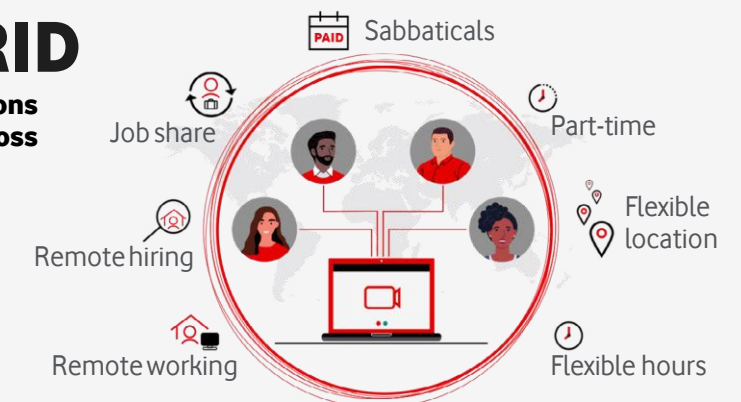 RID
ons
oss
PAID
Sabbaticals
Job share
Part-time
Remote hiring
Flexible
location
Remote working
Flexible hours